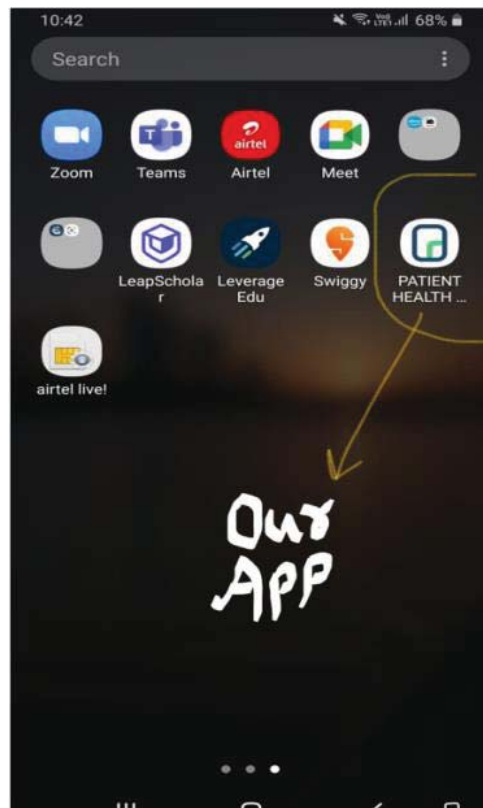 10:42 68%
Search
Zoom Teams Airtel Meet
airtel
LeapSchola
r
Leverage
Edu
Swiggy
PATIENT
HEALTH ...
airtel live!
Our
APP